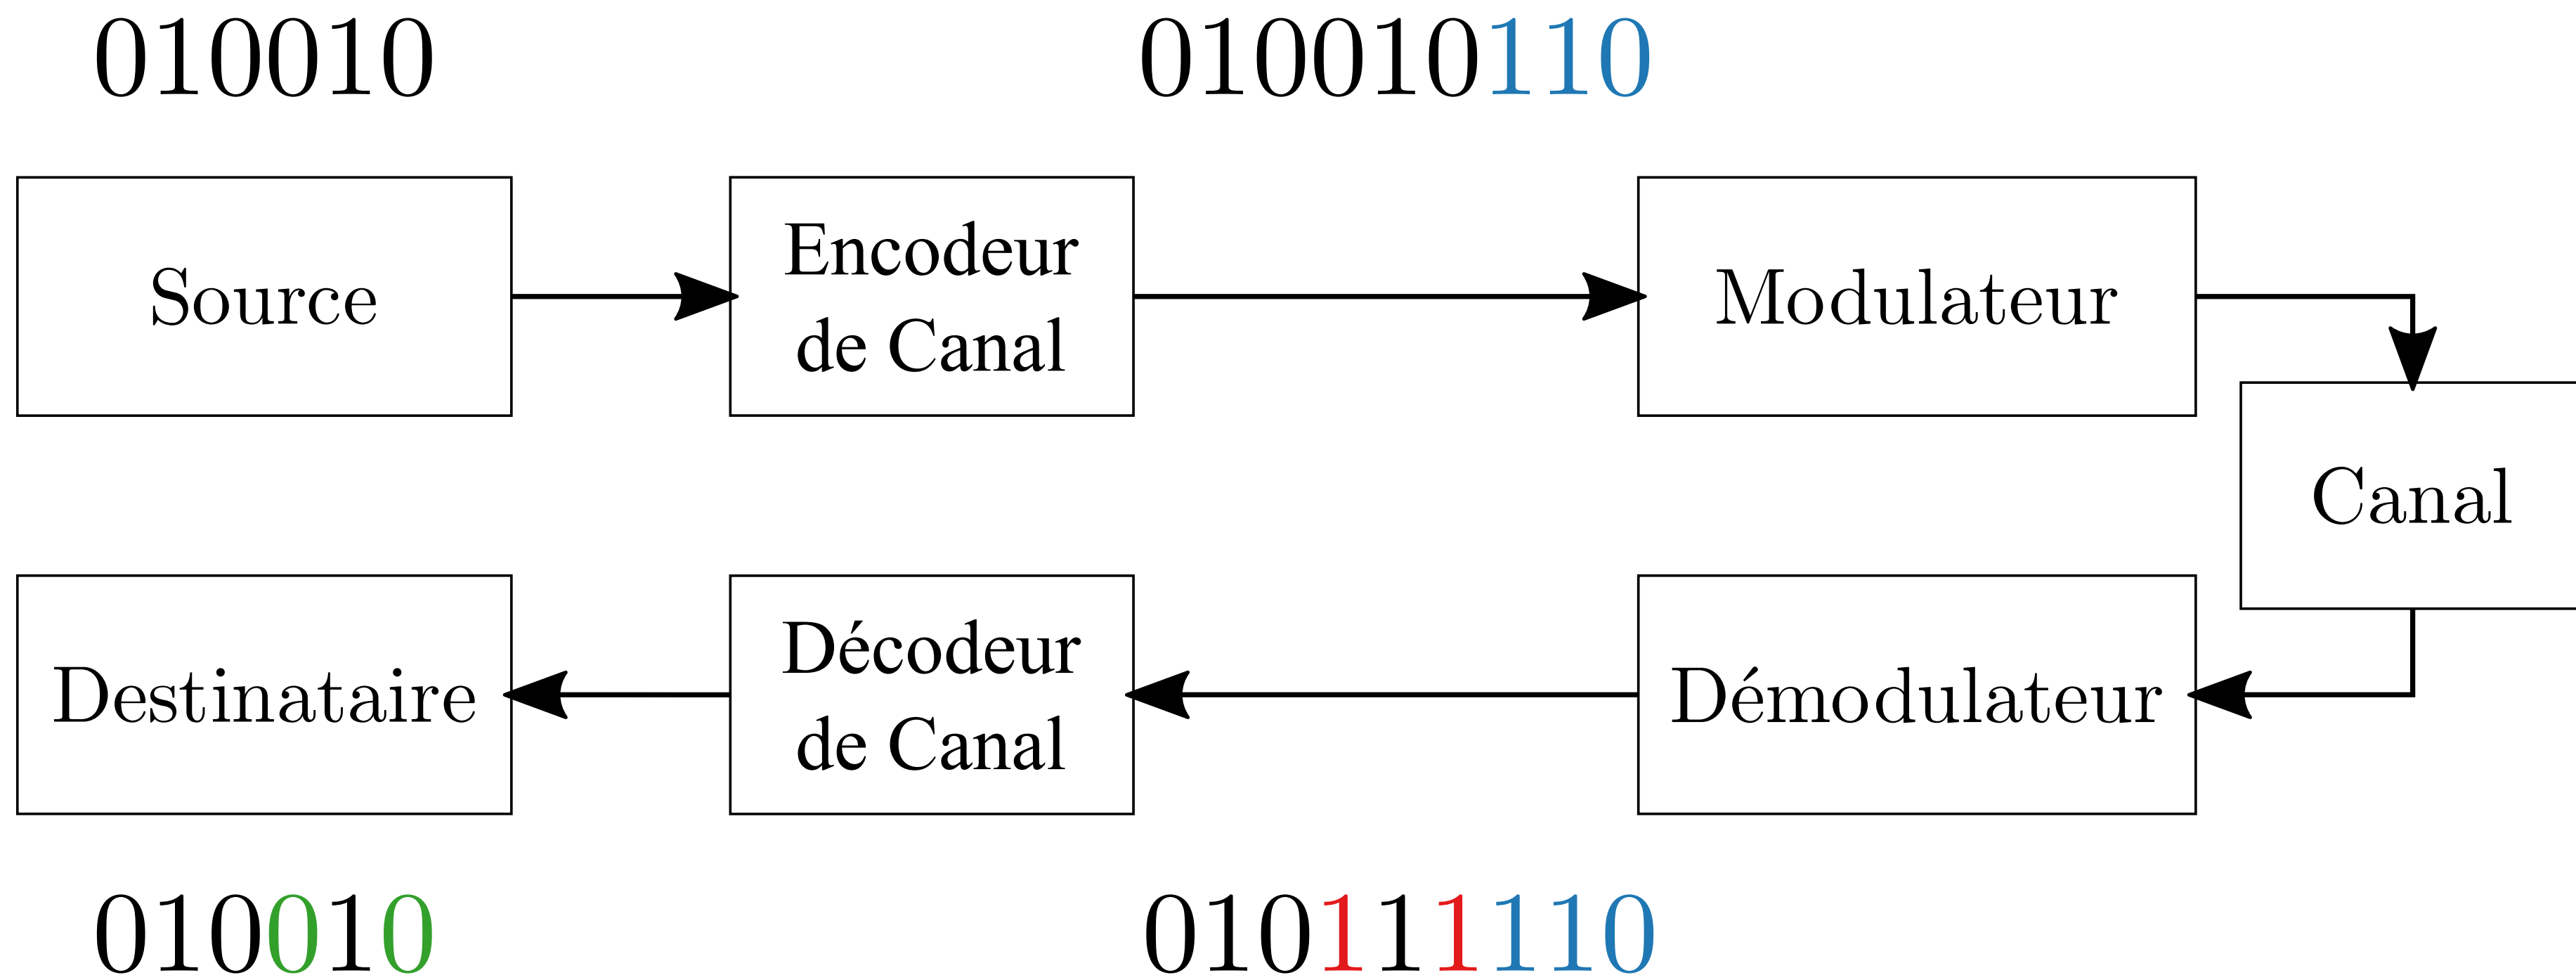 010010
010010110
Source
Encodeur
de Canal
Modulateur
Canal
Destinataire
Décodeur
de Canal
Démodulateur
010010
010111110